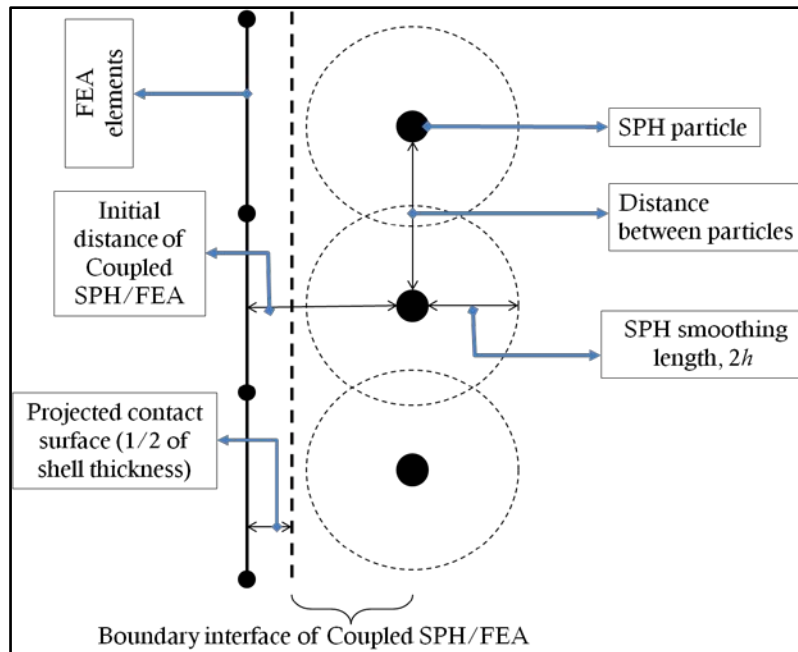 FEA
elements
SPH particle
Initial
distance of
Coupled
SPH/FEA
Distance
between particles
SPH smoothing
length, 2h
Projected contact
surface (1/2 of
shell thickness)
Boundary interface of Coupled SPH/FEA